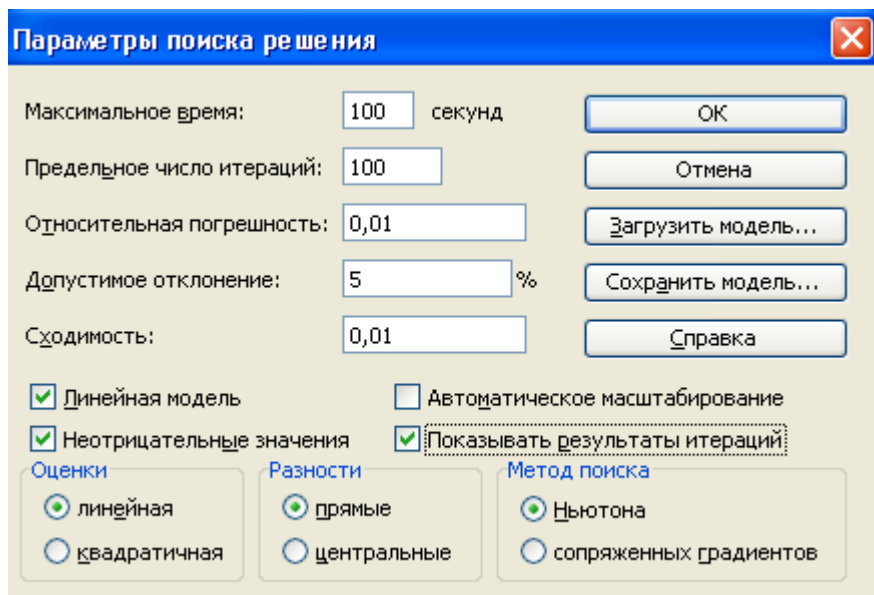 Параметры поиска решения
Максимальное время: 100 секунд ОК
Предельное число итераций: 100 Отмена
Относительная погрешность: 0,01 Загрузить модель...
Допустимое отклонение: 5 % Сохранить модель...
Сходимость: 0,01 Справка
Линейная модель Автоматическое масштабирование
Неотрицательные значения Показывать результаты итераций
Оценки Разности Метод поиска
линейная прямые Ньютона
квадратичная центральные сопряженных градиентов